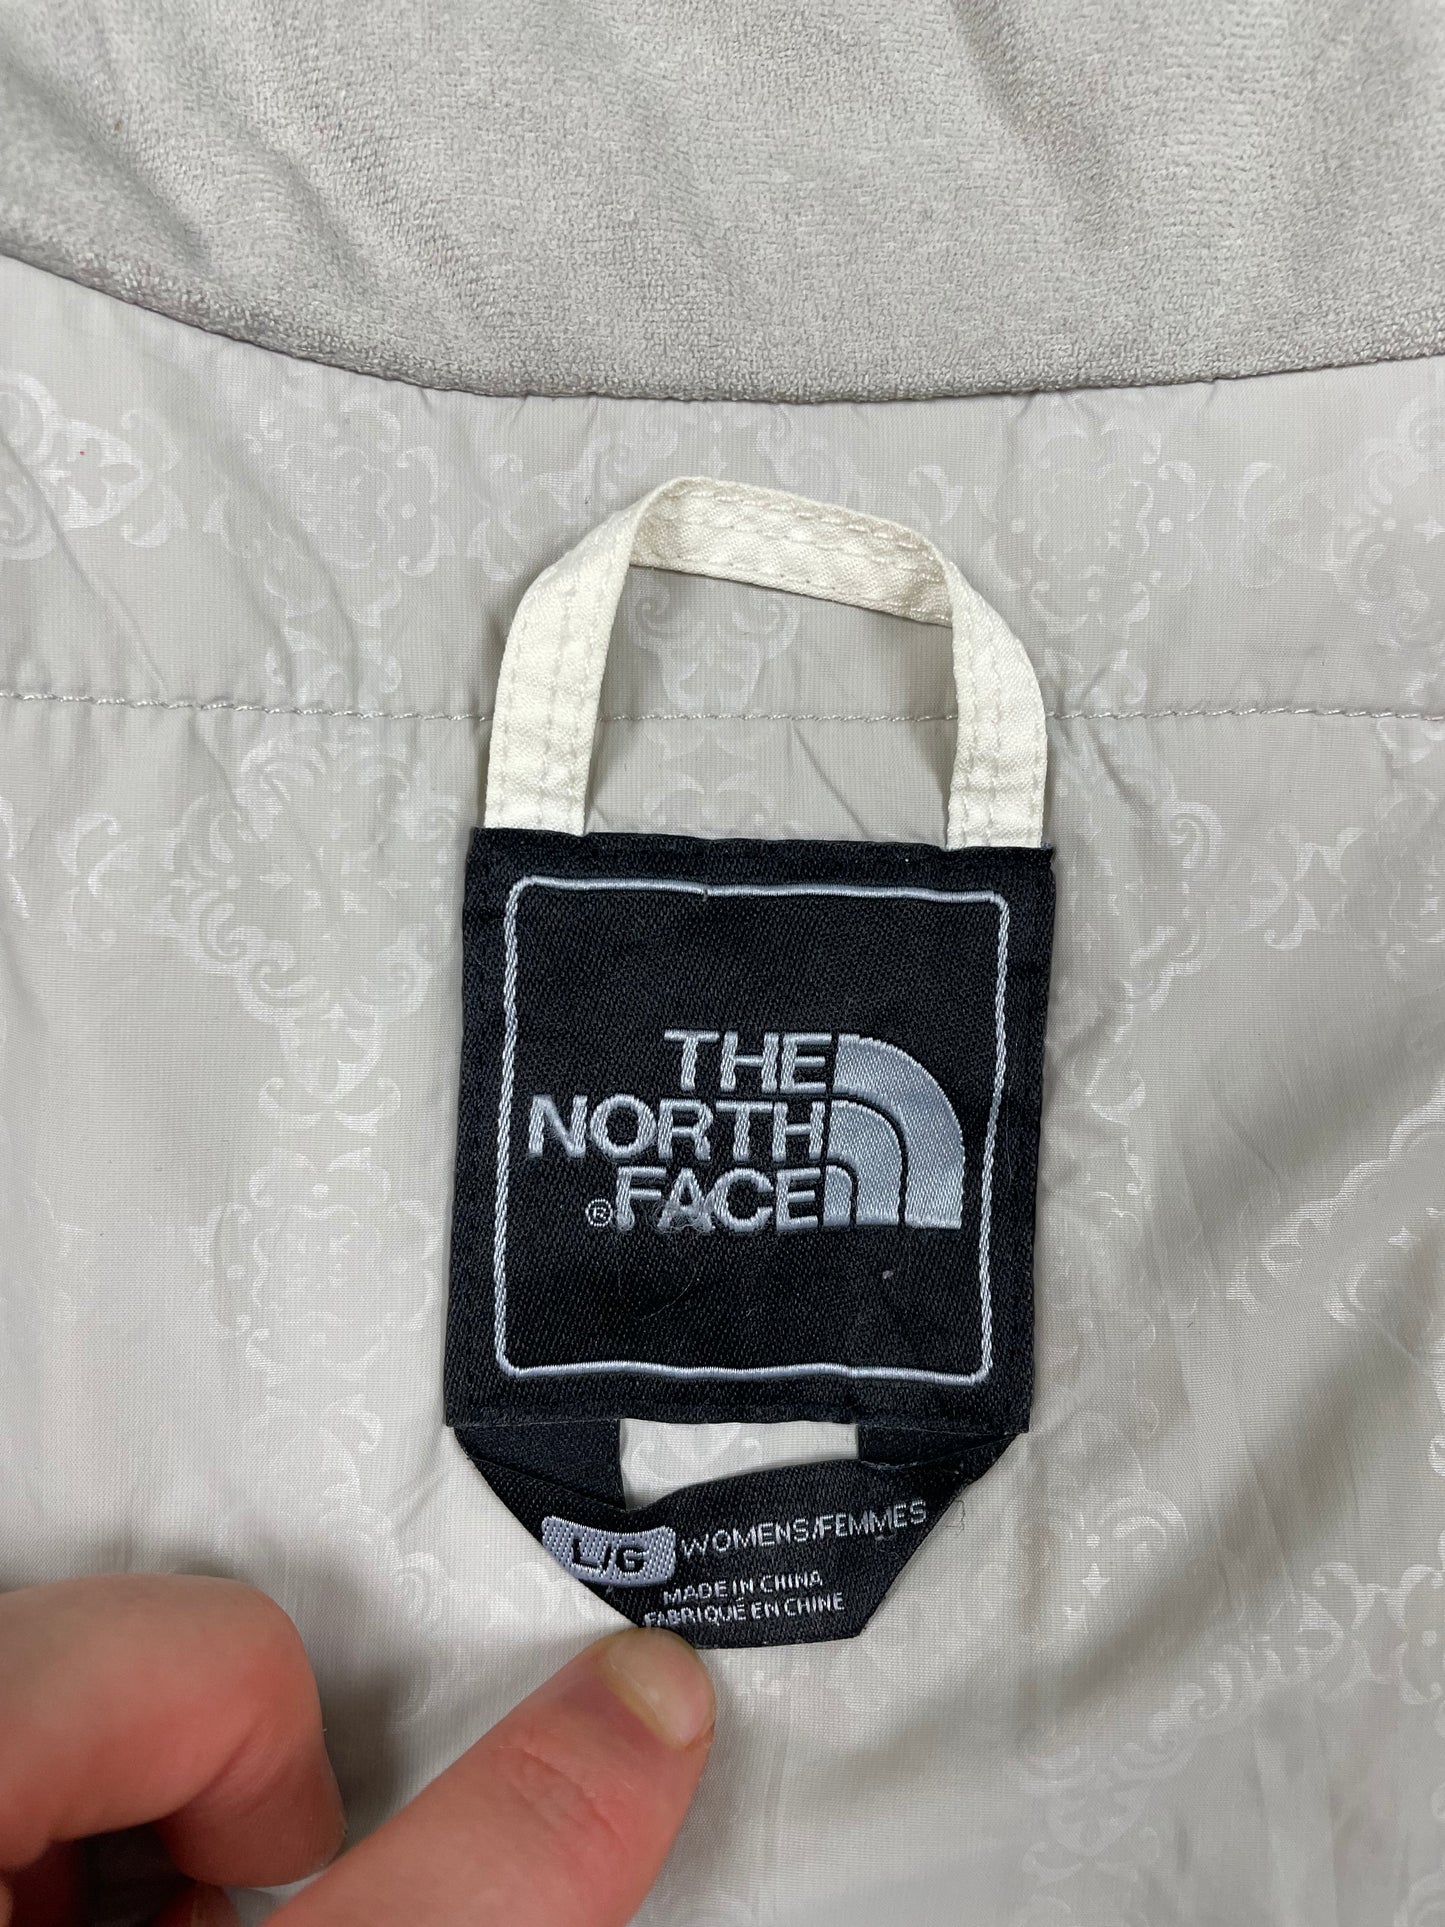 THE
NORTH
® FACE
L/G WOMENS/FEMMES
MADE IN CHINA
FABRIQUÉ EN CHINE